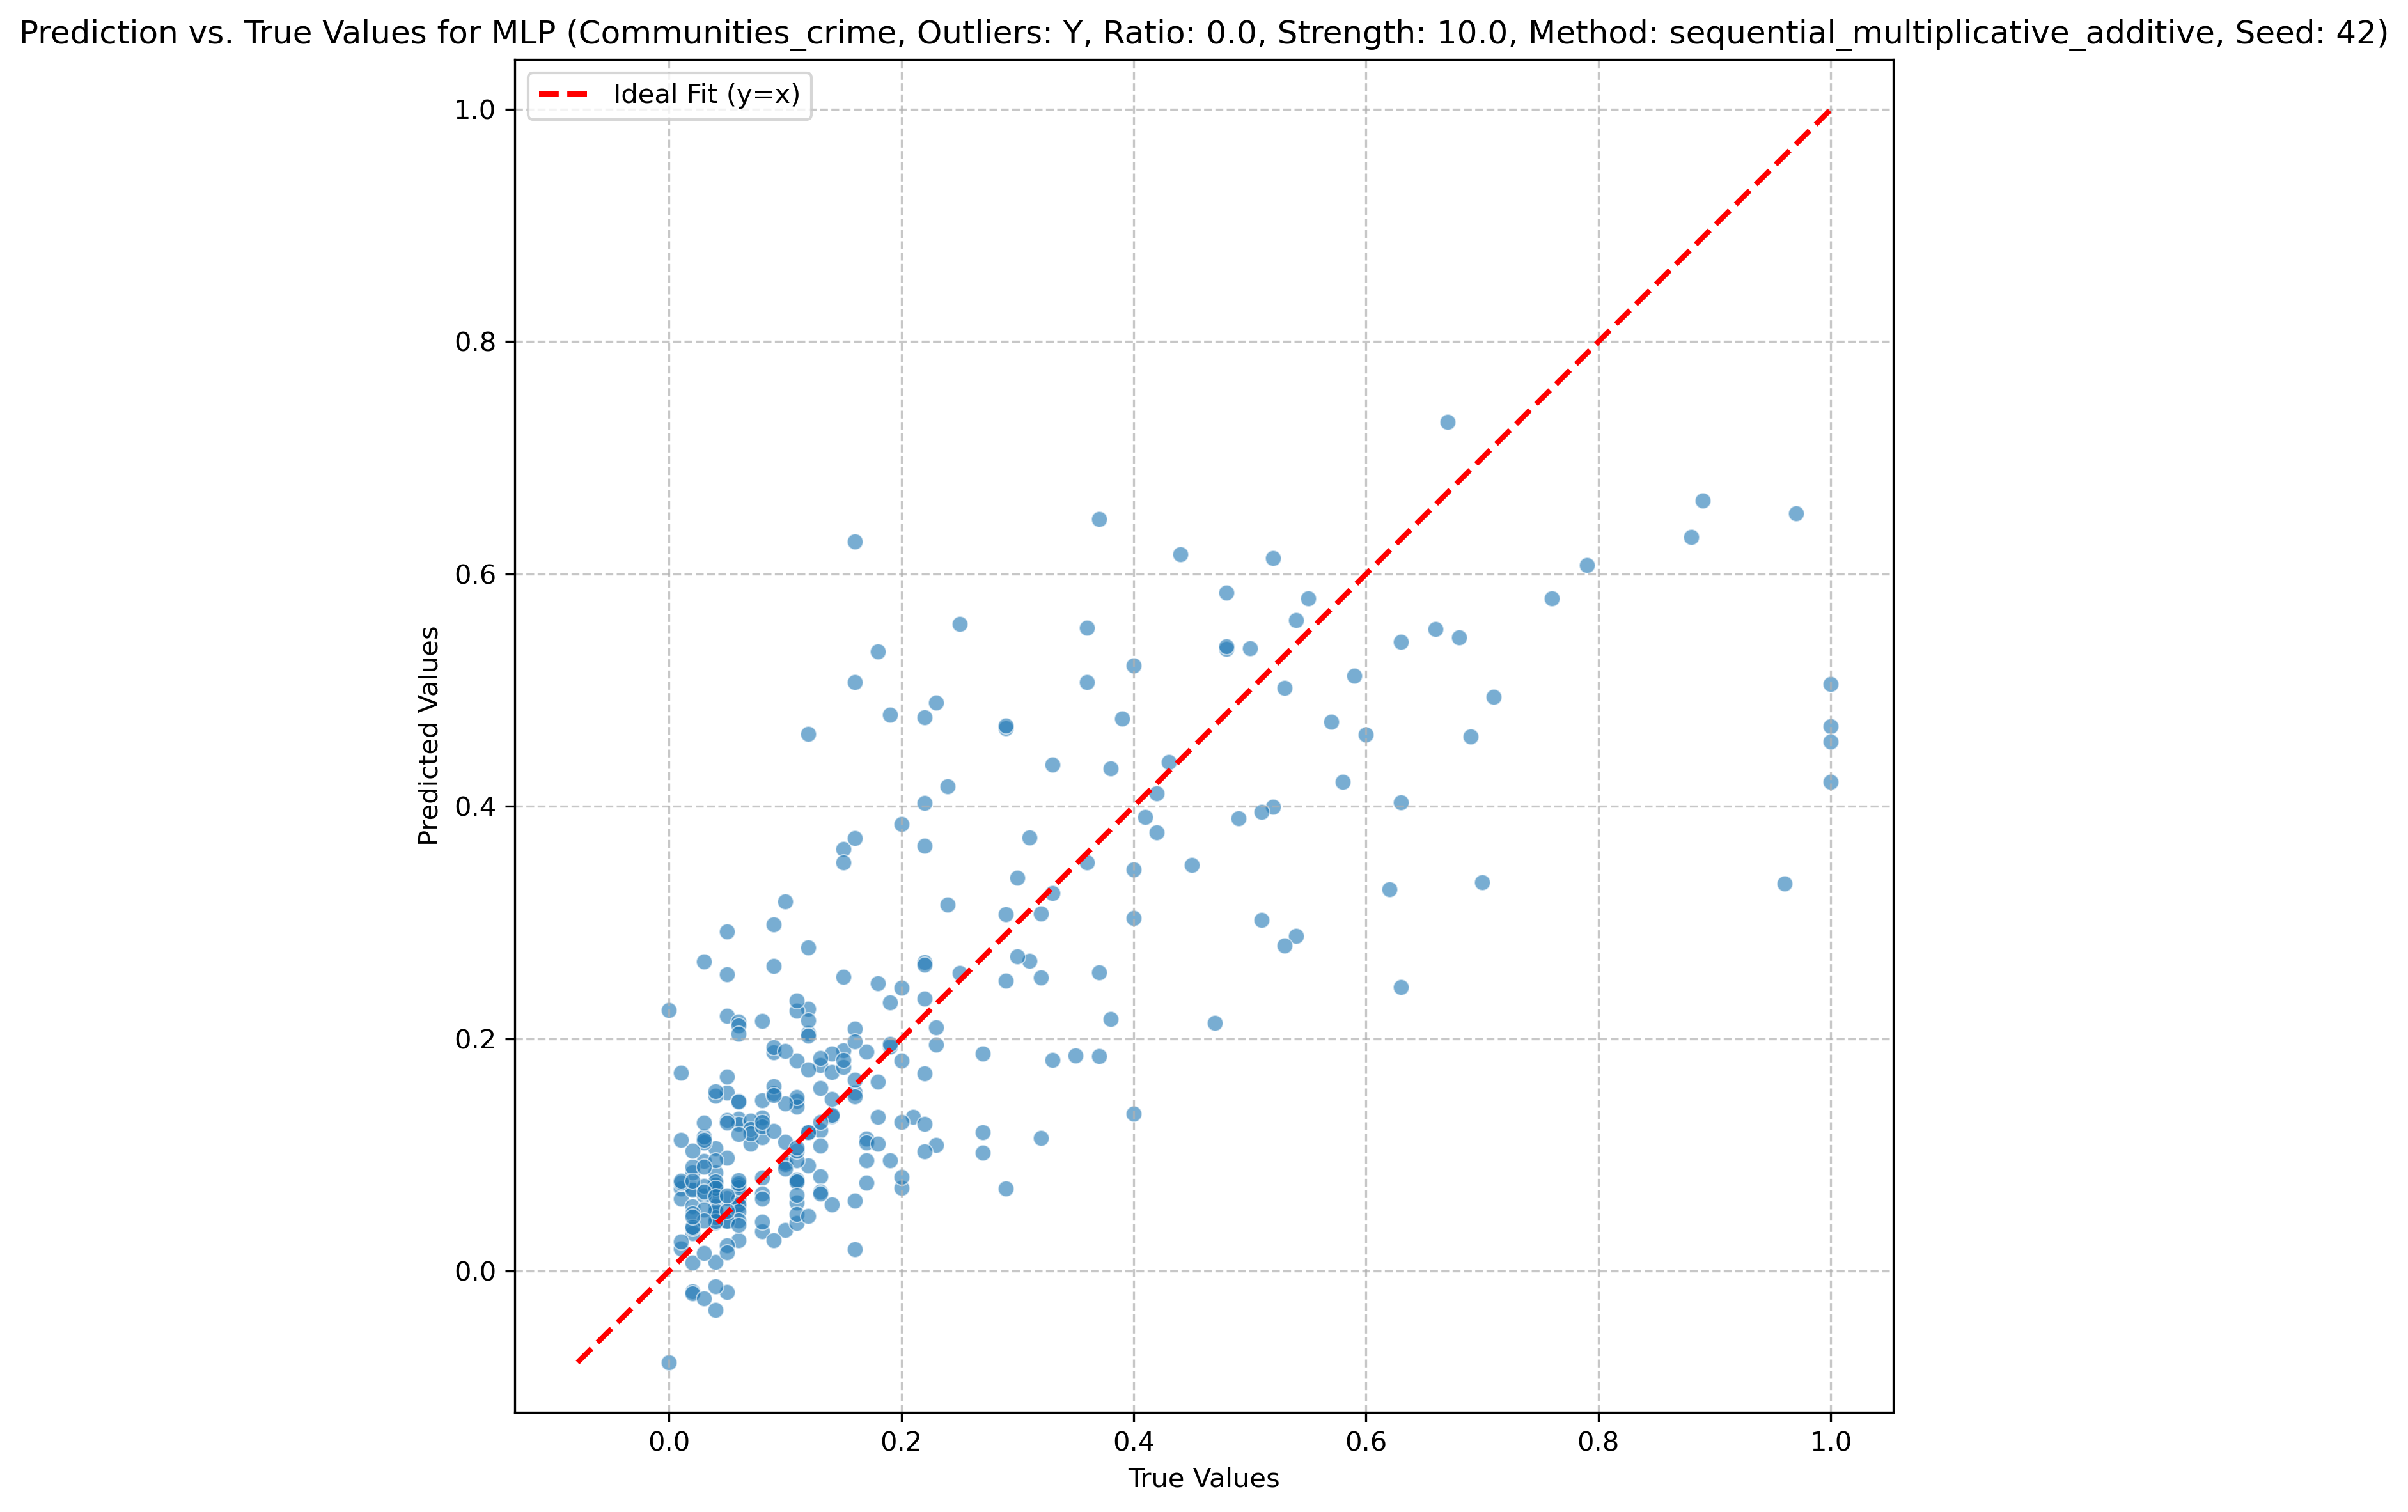 Prediction vs. True Values for MLP (Communities_crime, Outliers: Y, Ratio: 0.0, Strength: 10.0, Method: sequential_multiplicative_additive, Seed: 42)
Ideal Fit (y=x)
1.0
0.8
0.6
0.4
0.2
0.0
Predicted Values
0.0 0.2 0.4 0.6 0.8 1.0
True Values